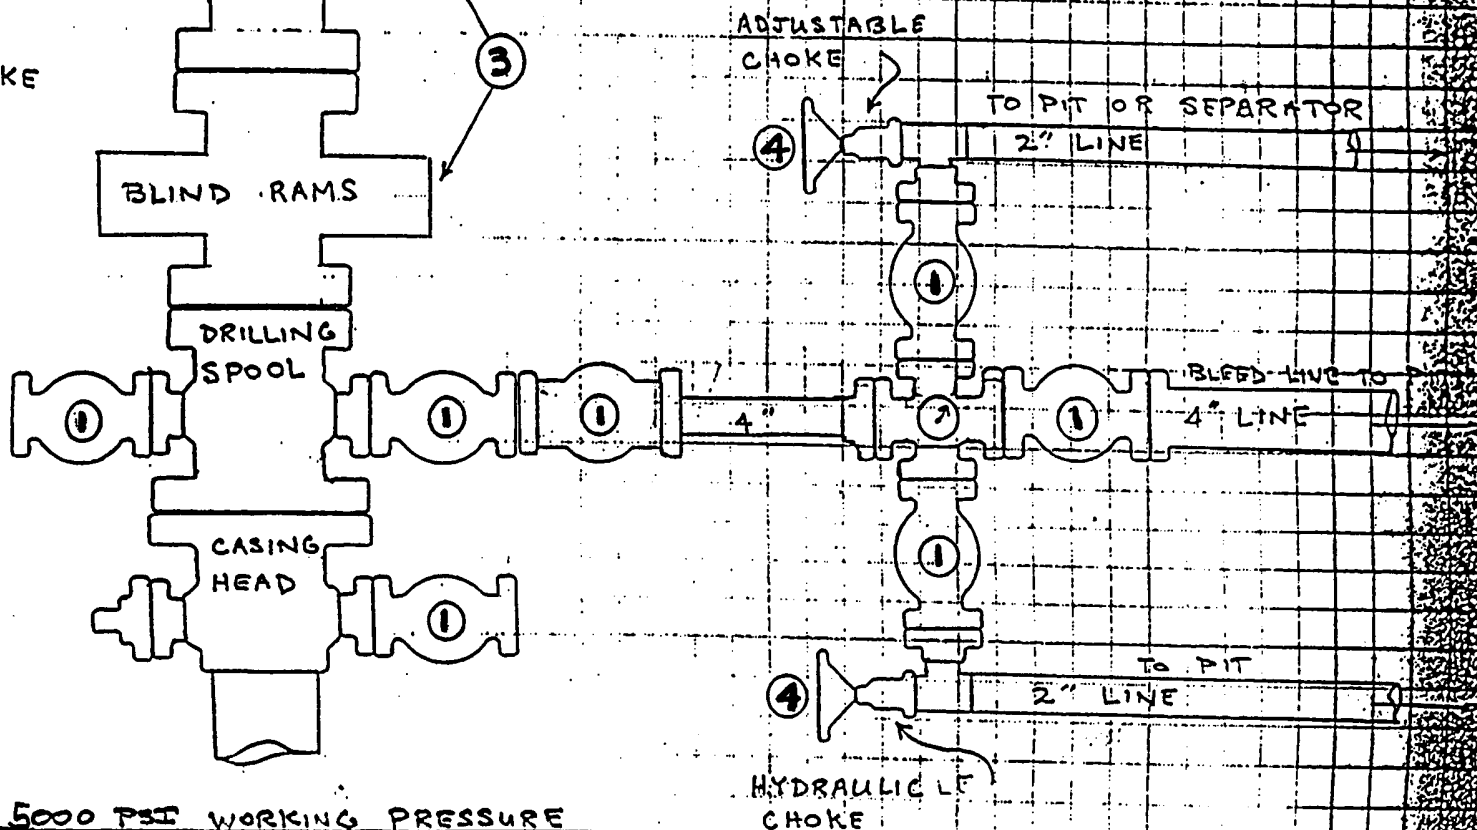 ADJUSTABLE
CHOKE
KE
3
TO PIT OR SEPARATOR
4
2" LINE
BLIND RAMS
1
DRILLING
SPOOL
BLEED LINE TO
1
1
1
4"
1
4" LINE
CASING
HEAD
1
1
TO PIT
4
2" LINE
HYDRAULIC
CHOKE
5000 PSI WORKING PRESSURE